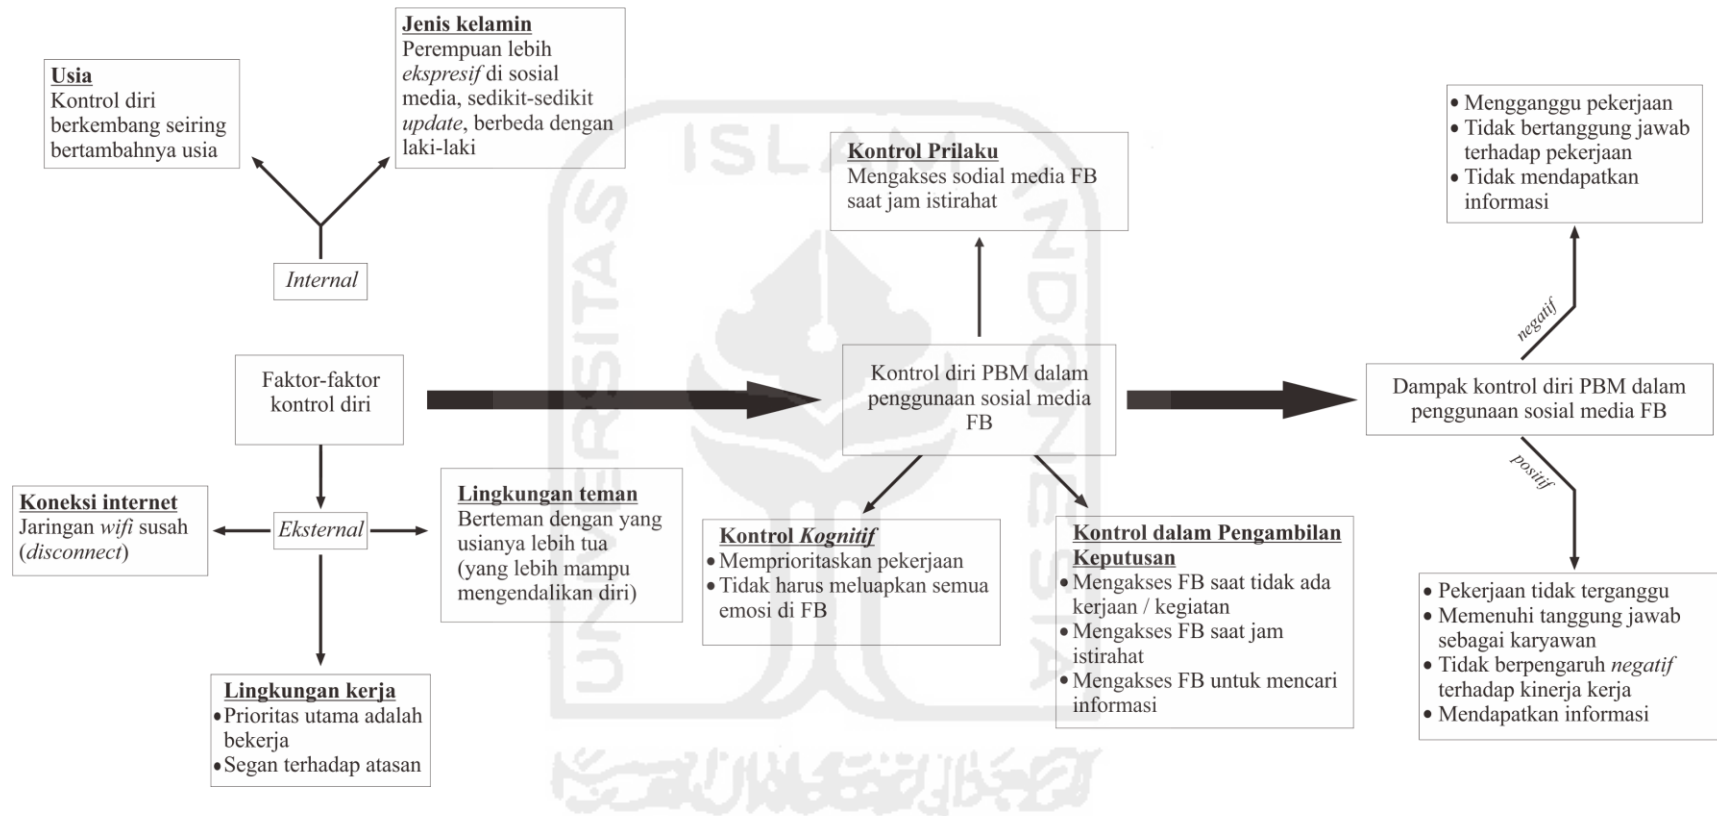 Usia
Kontrol diri
berkembang seiring
bertambahnya usia
Jenis kelamin
Perempuan lebih
ekspresif di sosial
media, sedikit-sedikit
update, berbeda dengan
laki-laki
Internal
Faktor-faktor
kontrol diri
Eksternal
Koneksi internet
Jaringan wifi susah
(disconnect)
Lingkungan teman
Berteman dengan yang
usianya lebih tua
(yang lebih mampu
mengendalikan diri)
Lingkungan kerja
• Prioritas utama adalah
bekerja
• Segan terhadap atasan
Kontrol Prilaku
Mengakses sodial media FB
saat jam istirahat
Kontrol diri PBM dalam
penggunaan sosial media
FB
Kontrol Kognitif
• Memprioritaskan pekerjaan
• Tidak harus meluapkan semua
emosi di FB
Kontrol dalam Pengambilan
Keputusan
• Mengakses FB saat tidak ada
kerjaan / kegiatan
• Mengakses FB saat jam
istirahat
• Mengakses FB untuk mencari
informasi
• Mengganggu pekerjaan
• Tidak bertanggung jawab
terhadap pekerjaan
• Tidak mendapatkan
informasi
negatif
Dampak kontrol diri PBM dalam
penggunaan sosial media FB
positif
• Pekerjaan tidak terganggu
• Memenuhi tanggung jawab
sebagai karyawan
• Tidak berpengaruh negatif
terhadap kinerja kerja
• Mendapatkan informasi
UNIVERSITAS
ISLAM
INDONESIA